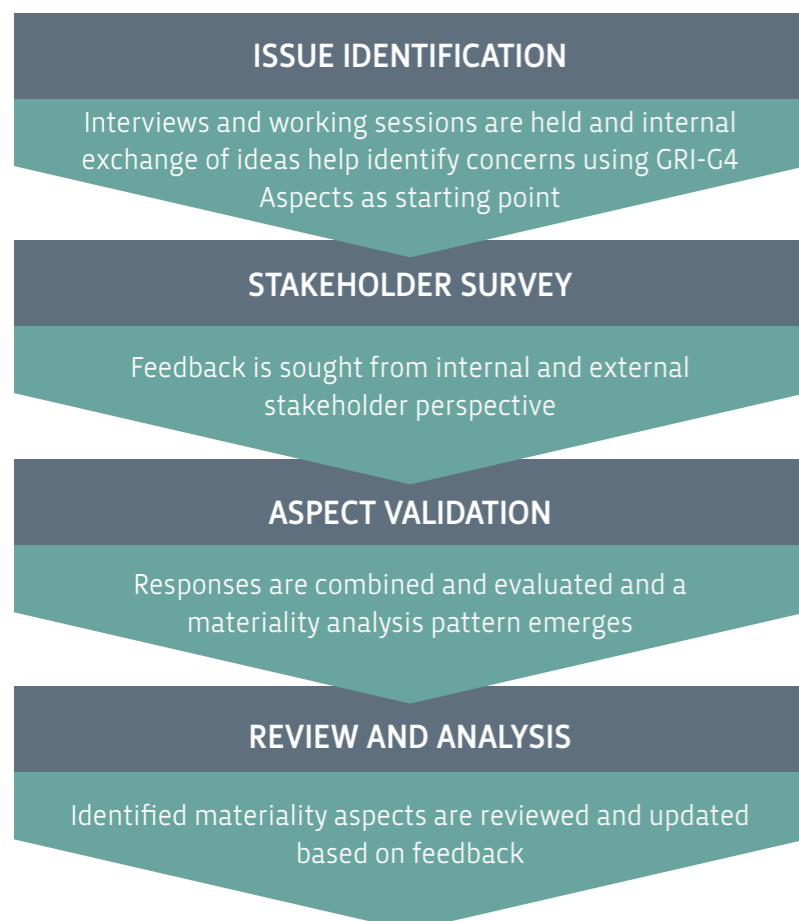 ISSUE IDENTIFICATION
Interviews and working sessions are held and internal
exchange of ideas help identify concerns using GRI-G4
Aspects as starting point
STAKEHOLDER SURVEY
Feedback is sought from internal and external
stakeholder perspective
ASPECT VALIDATION
Responses are combined and evaluated and a
materiality analysis pattern emerges
REVIEW AND ANALYSIS
Identified materiality aspects are reviewed and updated
based on feedback